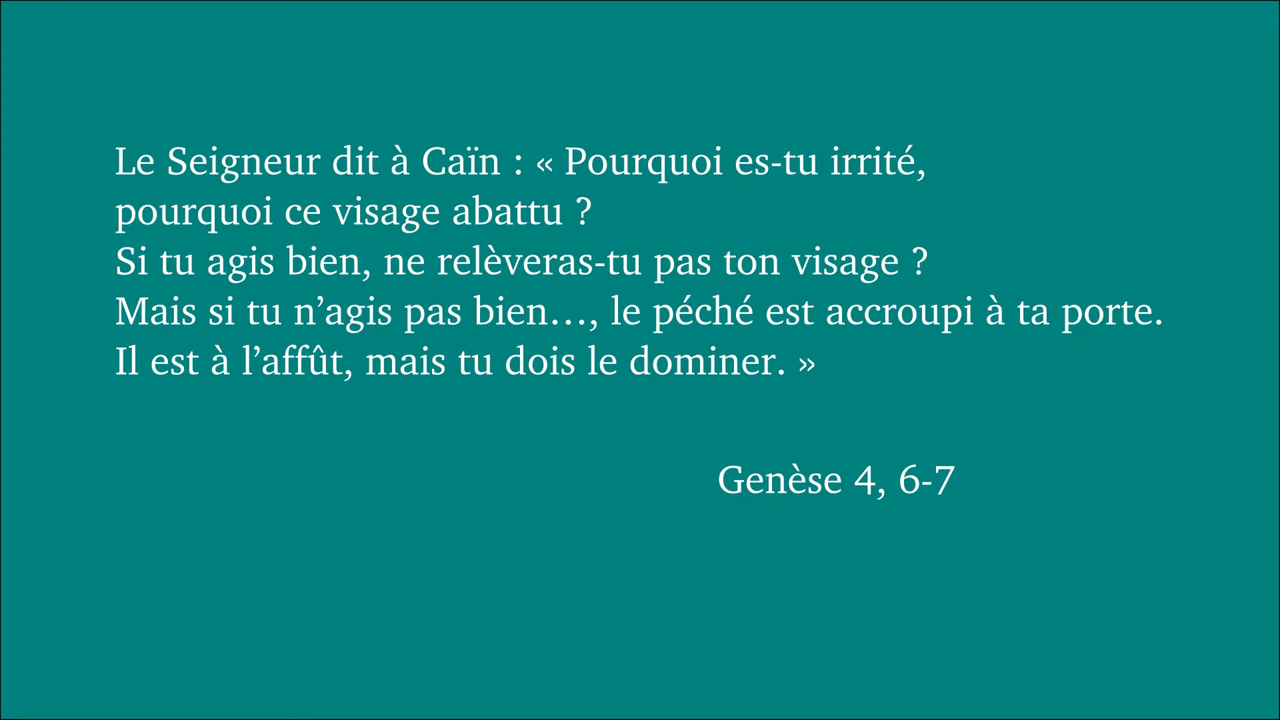 Le Seigneur dit à Caïn : « Pourquoi es-tu irrité,
pourquoi ce visage abattu ?
Si tu agis bien, ne relèveras-tu pas ton visage ?
Mais si tu n’agis pas bien…, le péché est accroupi à ta porte.
Il est à l’affût, mais tu dois le dominer. »
Genèse 4, 6-7